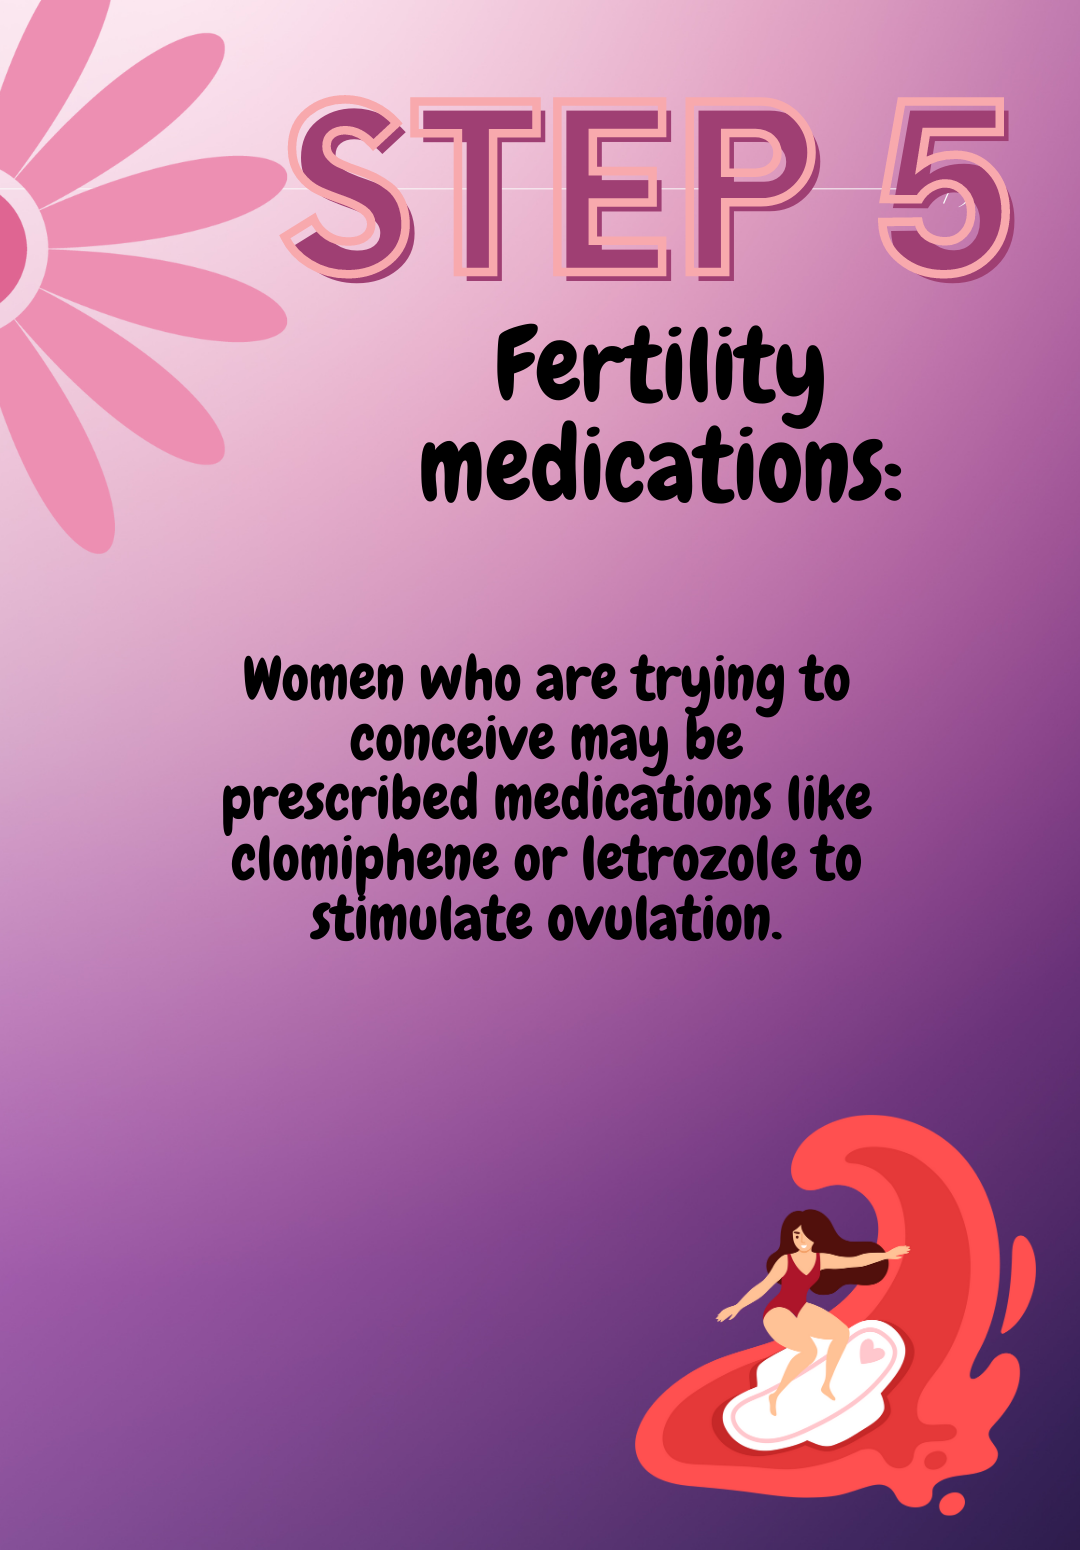 STEP 5
Fertility
medications:
Women who are trying to
conceive may be
prescribed medications like
clomiphene or letrozole to
stimulate ovulation.